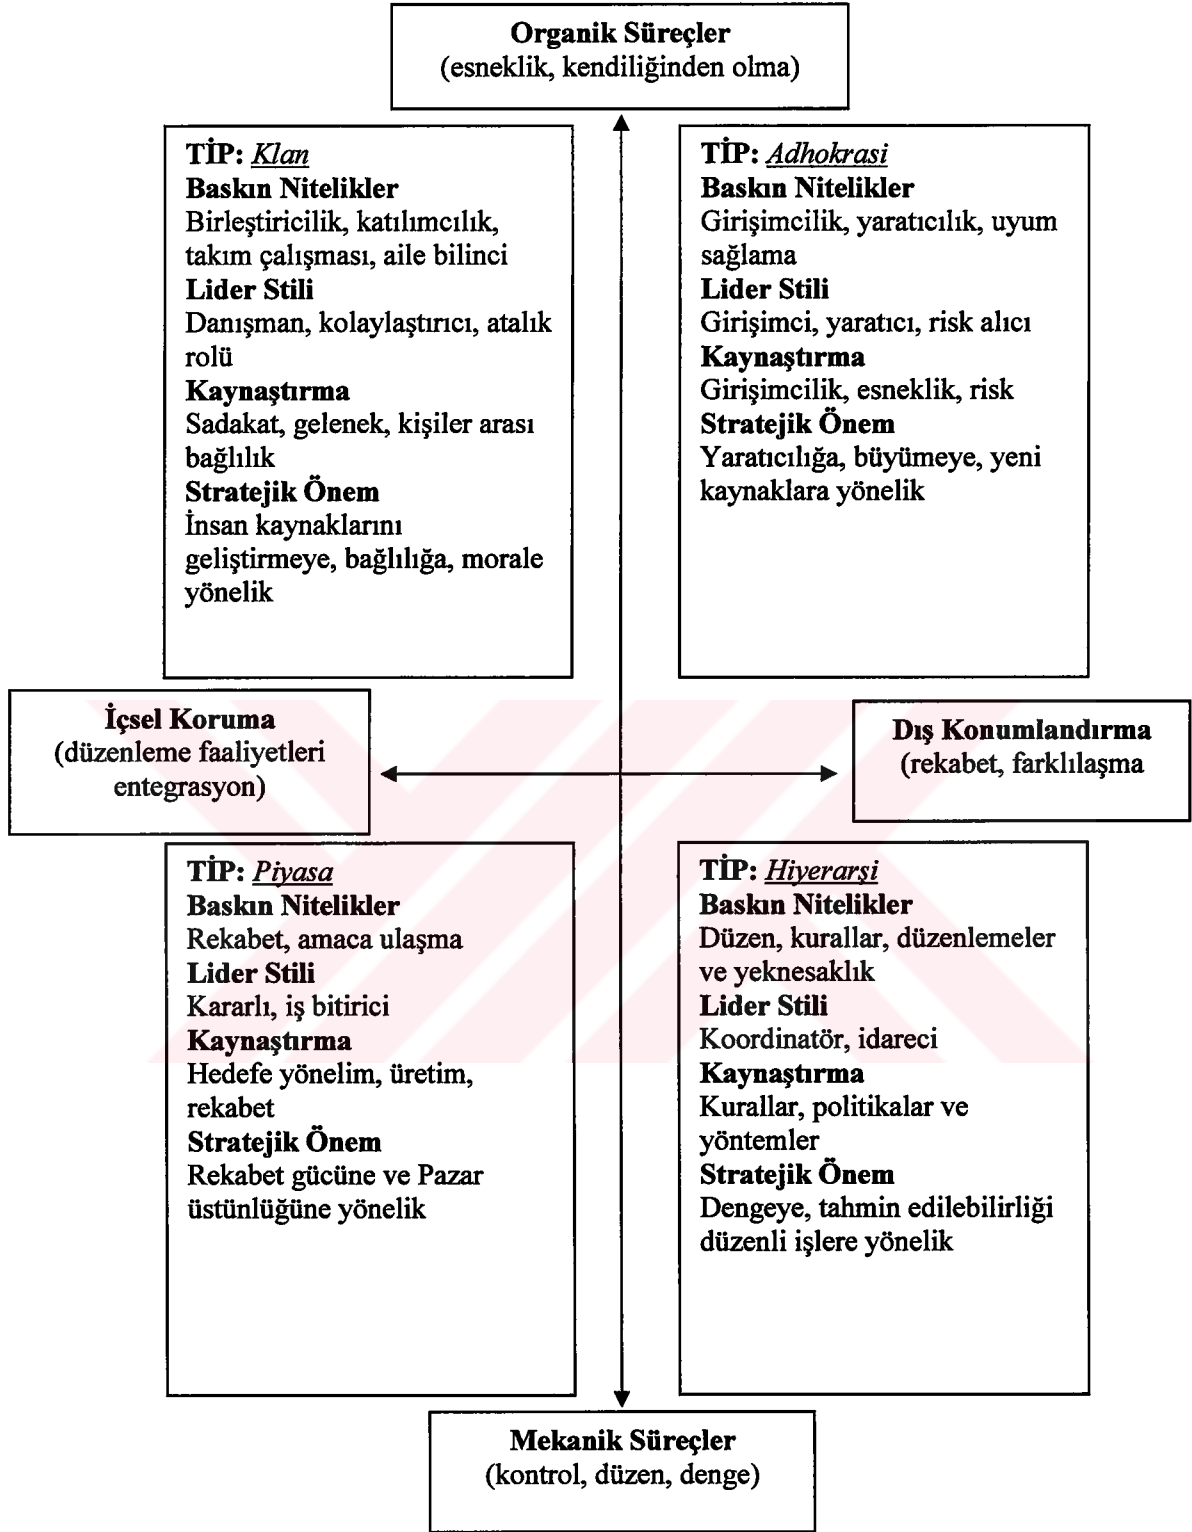 Organik Süreçler
(esneklik, kendiliğinden olma)
TİP: Klan
Baskın Nitelikler
Birleştiricilik, katılımcılık,
takım çalışması, aile bilinci
Lider Stili
Danışman, kolaylaştırıcı, atalık
rolü
Kaynaştırma
Sadakat, gelenek, kişiler arası
bağlılık
Stratejik Önem
İnsan kaynaklarını
geliştirmeye, bağlılığa, morale
yönelik
TİP: Adhokrasi
Baskın Nitelikler
Girişimcilik, yaratıcılık, uyum
sağlama
Lider Stili
Girişimci, yaratıcı, risk alıcı
Kaynaştırma
Girişimcilik, esneklik, risk
Stratejik Önem
Yaratıcılığa, büyümeye, yeni
kaynaklara yönelik
İçsel Koruma
(düzenleme faaliyetleri
entegrasyon)
Dış Konumlandırma
(rekabet, farklılaşma
TİP: Piyasa
Baskın Nitelikler
Rekabet, amaca ulaşma
Lider Stili
Kararlı, iş bitirici
Kaynaştırma
Hedefe yönelim, üretim,
rekabet
Stratejik Önem
Rekabet gücüne ve Pazar
üstünlüğüne yönelik
TİP: Hiyerarşi
Baskın Nitelikler
Düzen, kurallar, düzenlemeler
ve yeknesaklık
Lider Stili
Koordinatör, idareci
Kaynaştırma
Kurallar, politikalar ve
yöntemler
Stratejik Önem
Dengeye, tahmin edilebilirliği
düzenli işlere yönelik
Mekanik Süreçler
(kontrol, düzen, denge)